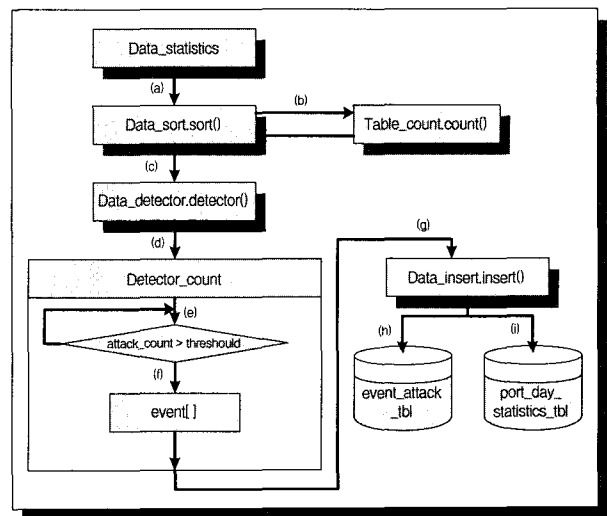 Data_statistics
(a)
(b)
Data_sort.sort()
Table_count.count()
(c)
Data_detector.detector()
(d)
(g)
Detector_count
Data_insert.insert()
(e)
attack_count > threshould
(f)
event[ ]
(h)
(i)
event_attack
_tbl
port_day_
statistics_tbl